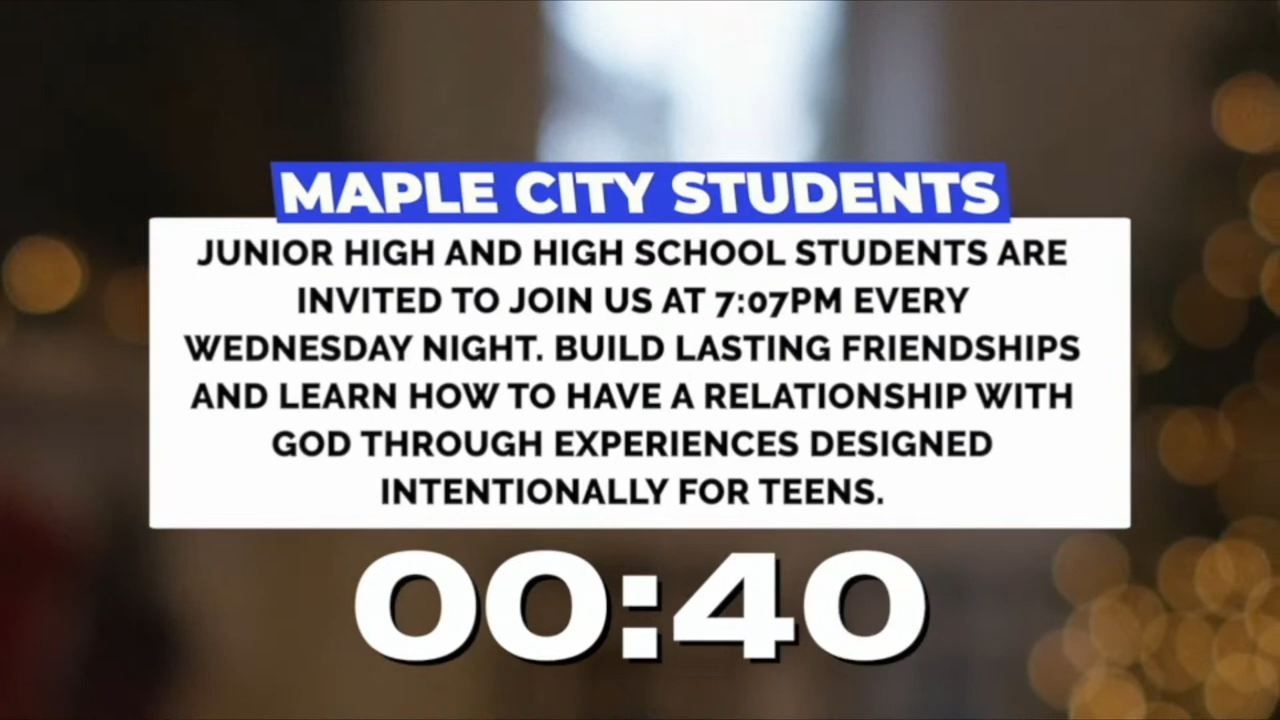 MAPLE CITY STUDENTS
JUNIOR HIGH AND HIGH SCHOOL STUDENTS ARE
INVITED TO JOIN US AT 7:07PM EVERY
WEDNESDAY NIGHT. BUILD LASTING FRIENDSHIPS
AND LEARN HOW TO HAVE A RELATIONSHIP WITH
GOD THROUGH EXPERIENCES DESIGNED
INTENTIONALLY FOR TEENS.
00:40